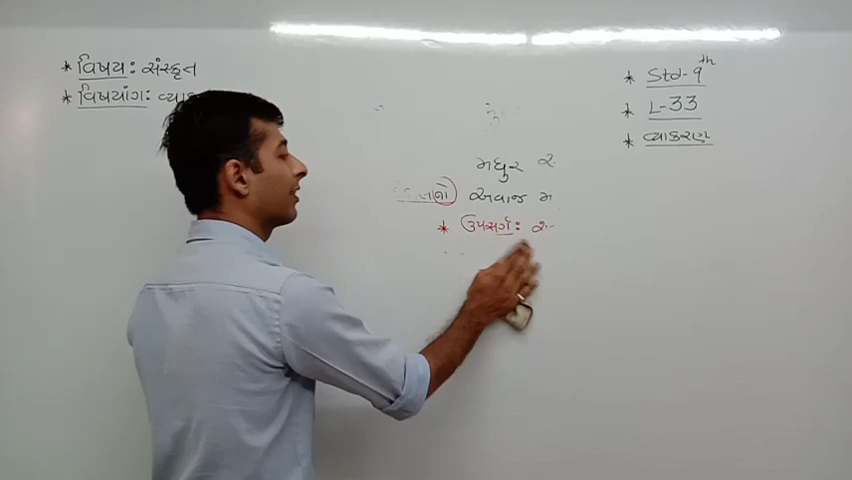 * વિષય: સંસ્કૃત
* વિષયાંગ:
* Std-9th
* L-33
* વ્યાકરણ
મધુર
અવાજ
* ઉપસર્ગ: